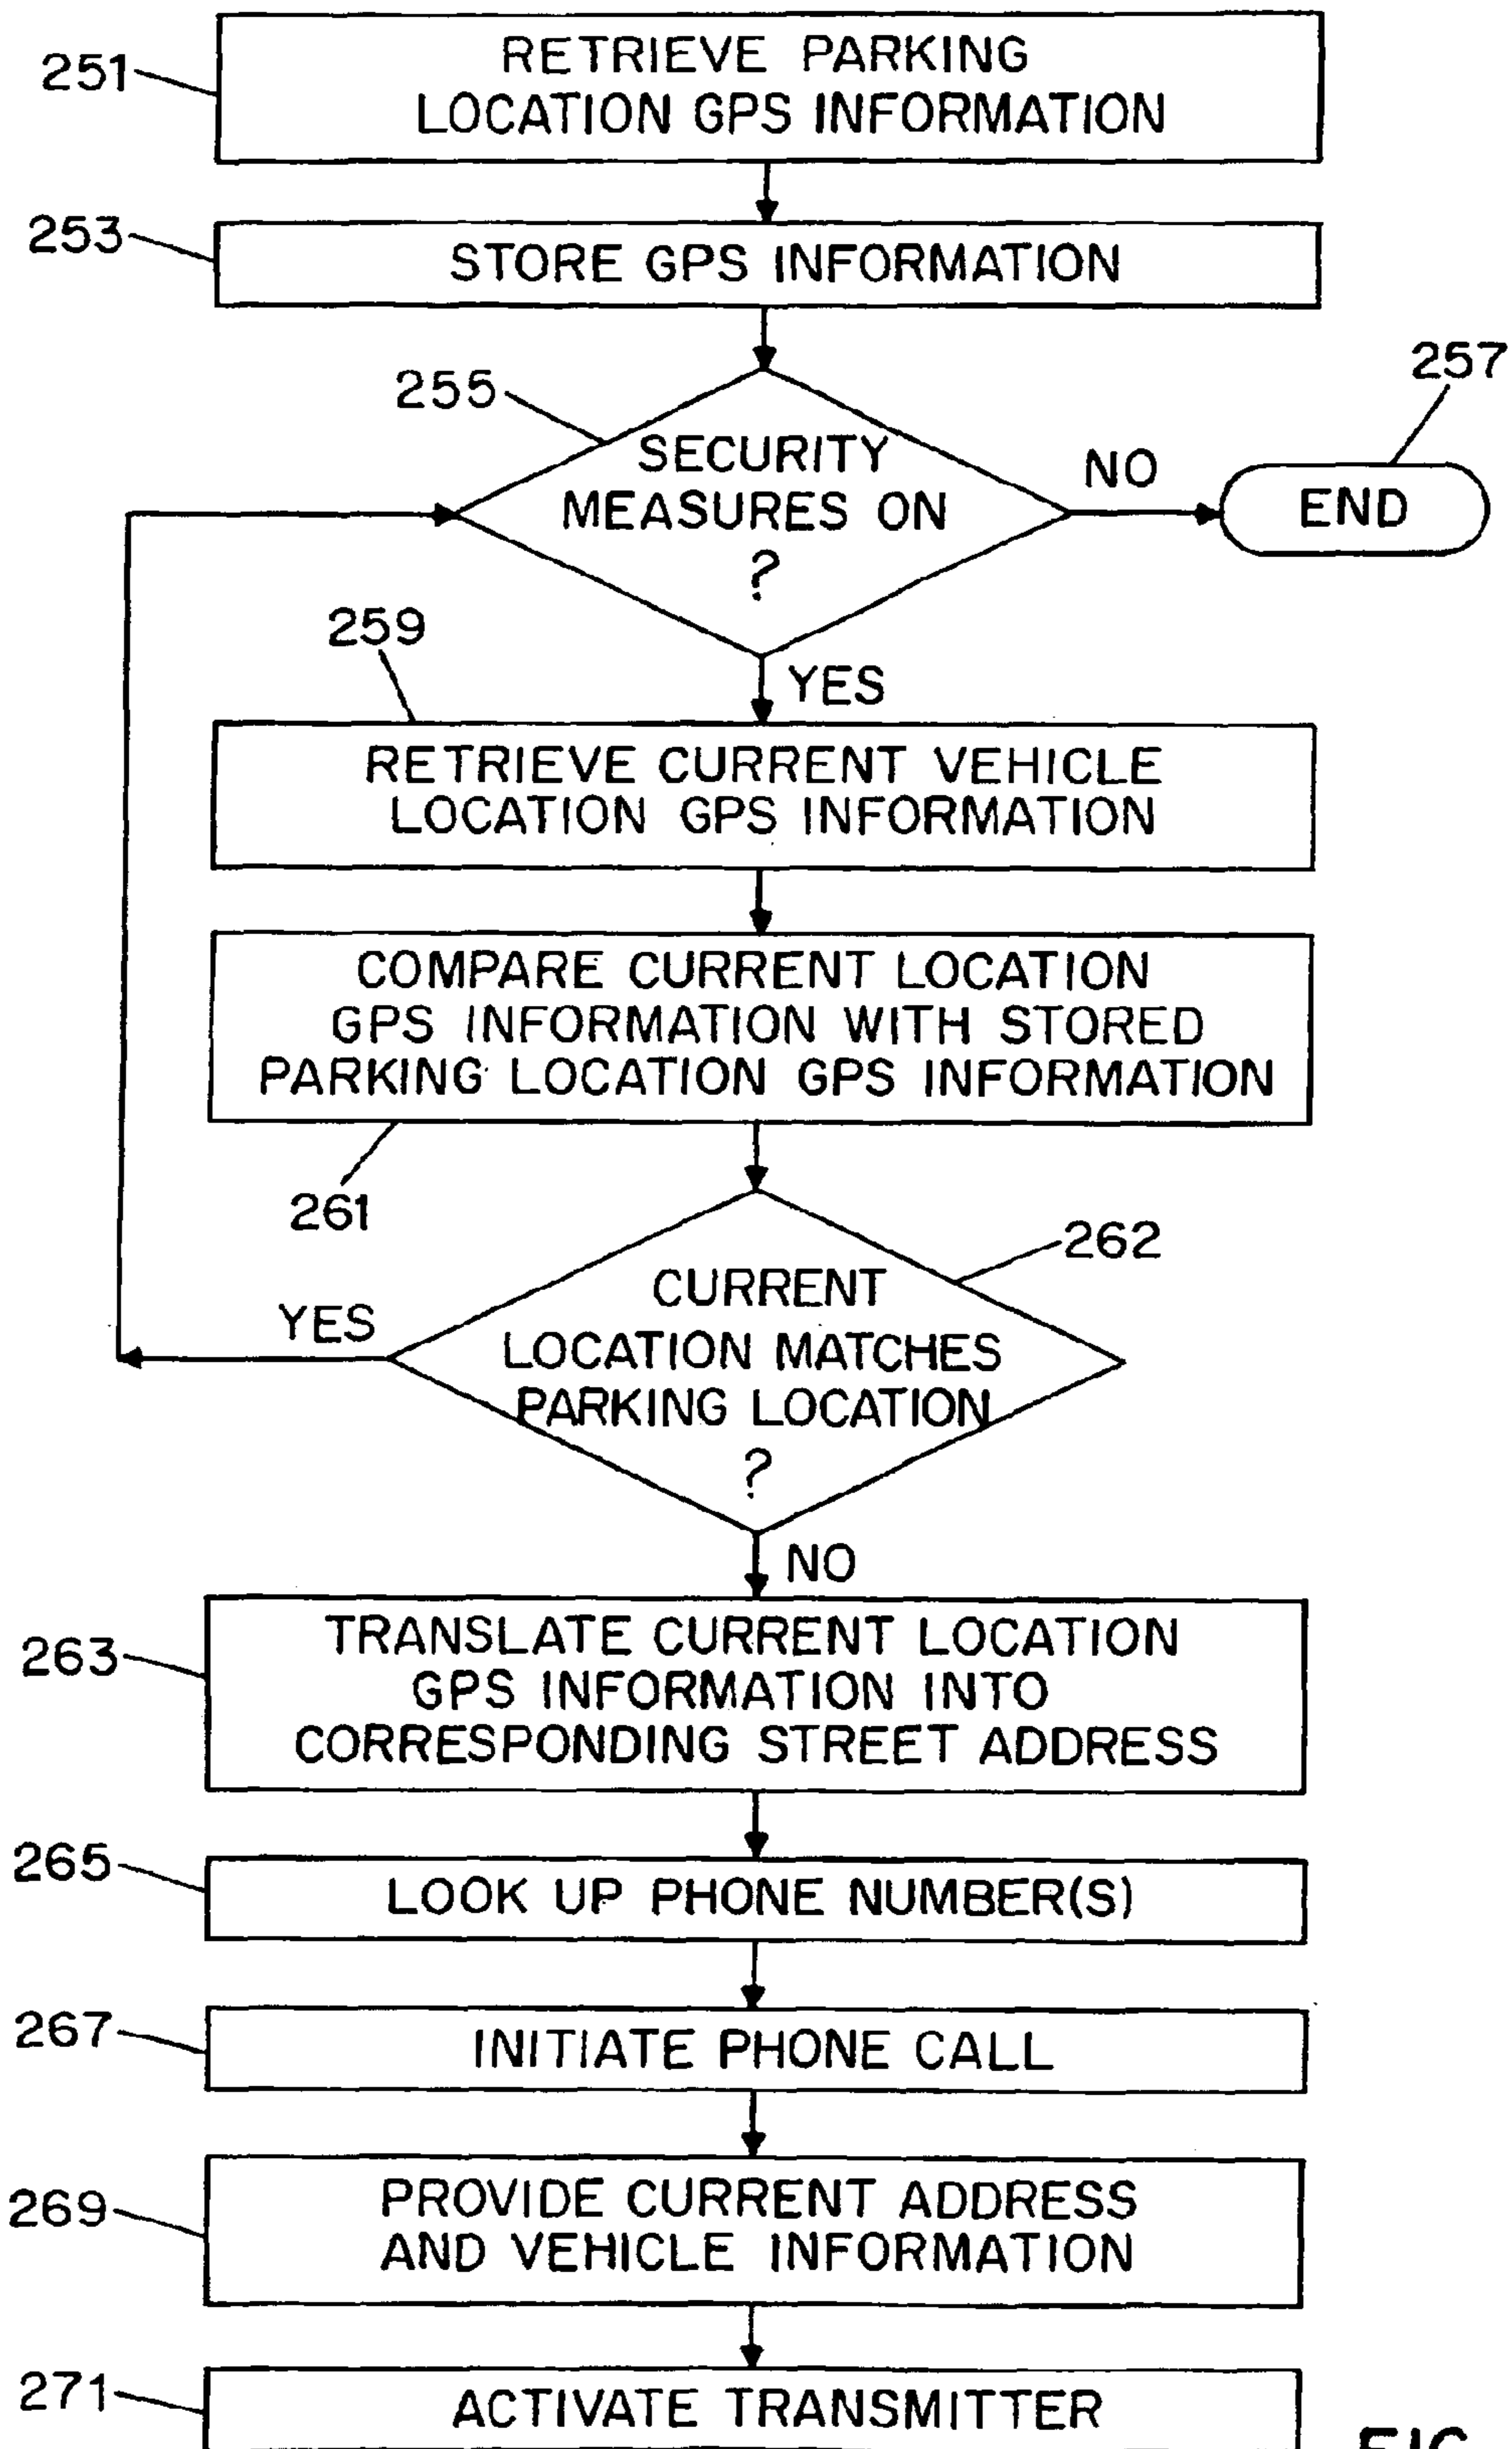 251
RETRIEVE PARKING
LOCATION GPS INFORMATION
253
STORE GPS INFORMATION
257
255
SECURITY
MEASURES ON
?
NO
END
259
YES
RETRIEVE CURRENT VEHICLE
LOCATION GPS INFORMATION
COMPARE CURRENT LOCATION
GPS INFORMATION WITH STORED
PARKING LOCATION GPS INFORMATION
261
262
CURRENT
LOCATION MATCHES
PARKING LOCATION
?
YES
NO
263
TRANSLATE CURRENT LOCATION
GPS INFORMATION INTO
CORRESPONDING STREET ADDRESS
265
LOOK UP PHONE NUMBER(S)
267
INITIATE PHONE CALL
269
PROVIDE CURRENT ADDRESS
AND VEHICLE INFORMATION
271
ACTIVATE TRANSMITTER